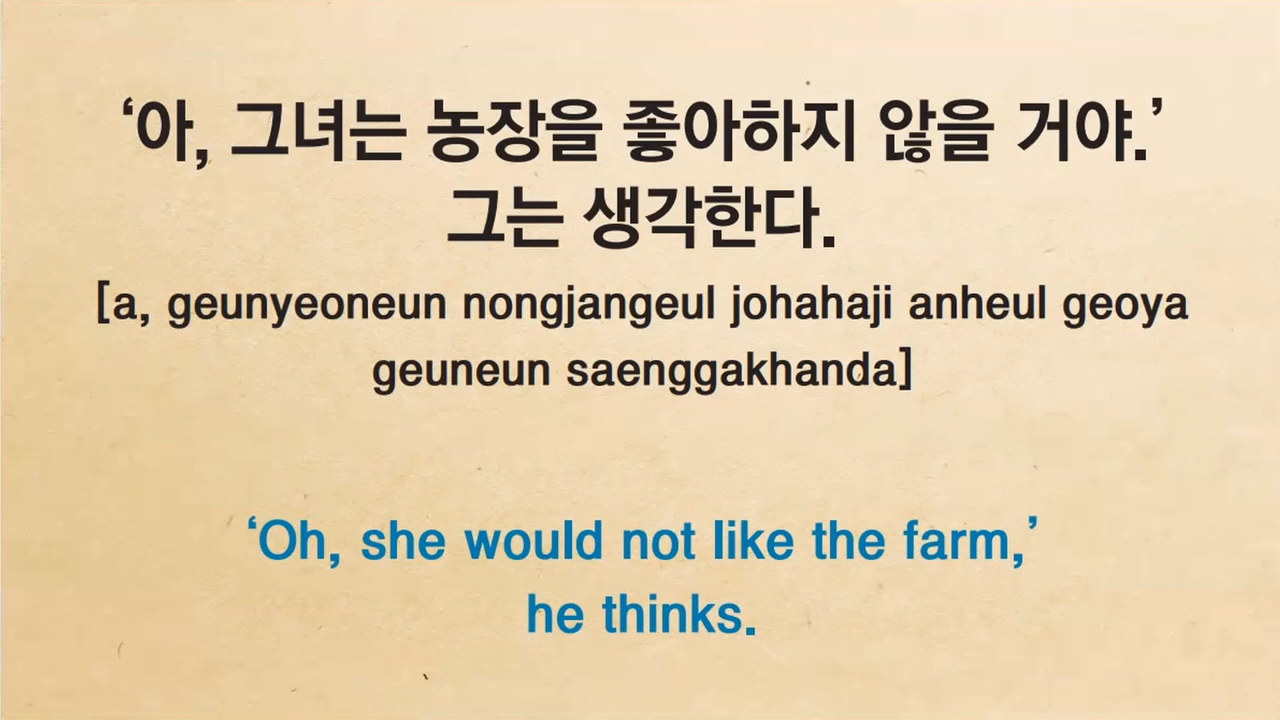 ‘아, 그녀는 농장을 좋아하지 않을 거야.’
그는 생각한다.
[a, geunyeoneun nongjangeul johahaji anheul geoya
geuneun saenggakhanda]
‘Oh, she would not like the farm,’
he thinks.